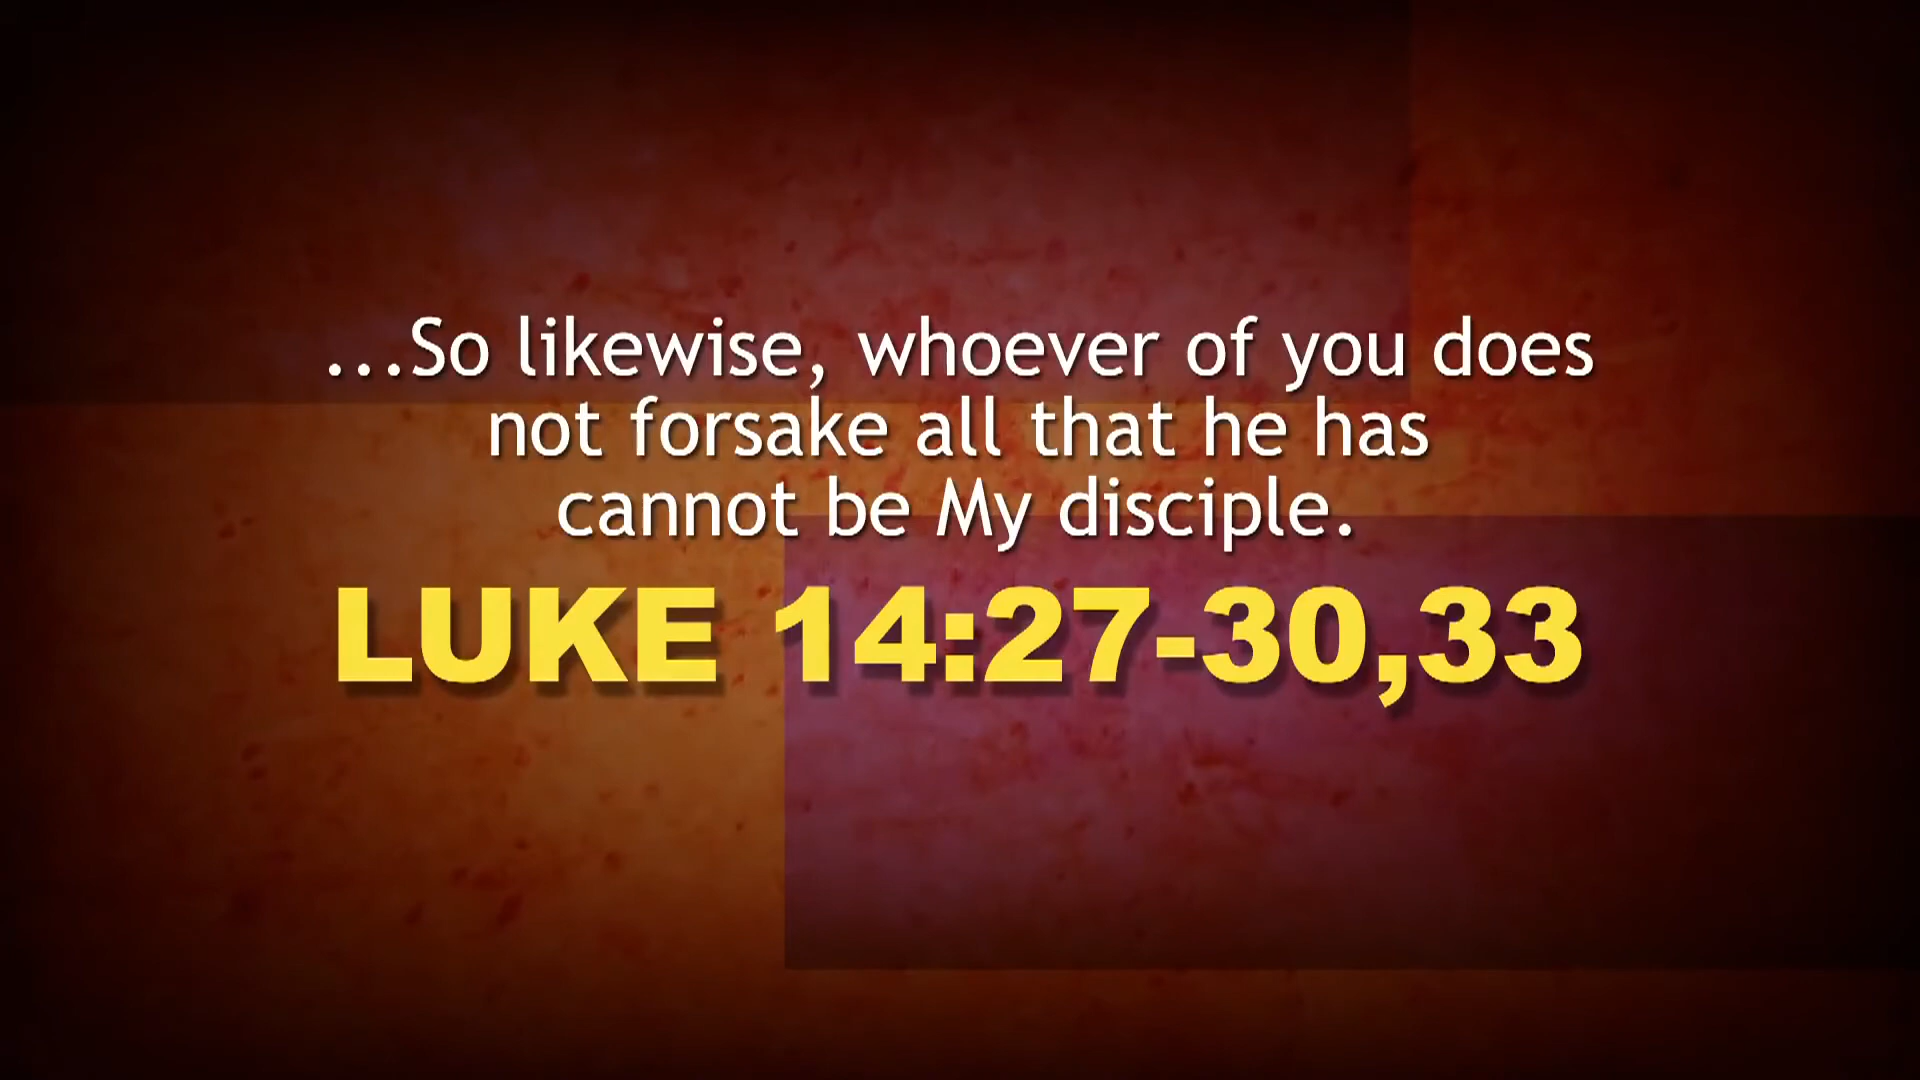 ...So likewise, whoever of you does
not forsake all that he has
cannot be My disciple.
LUKE 14:27-30,33